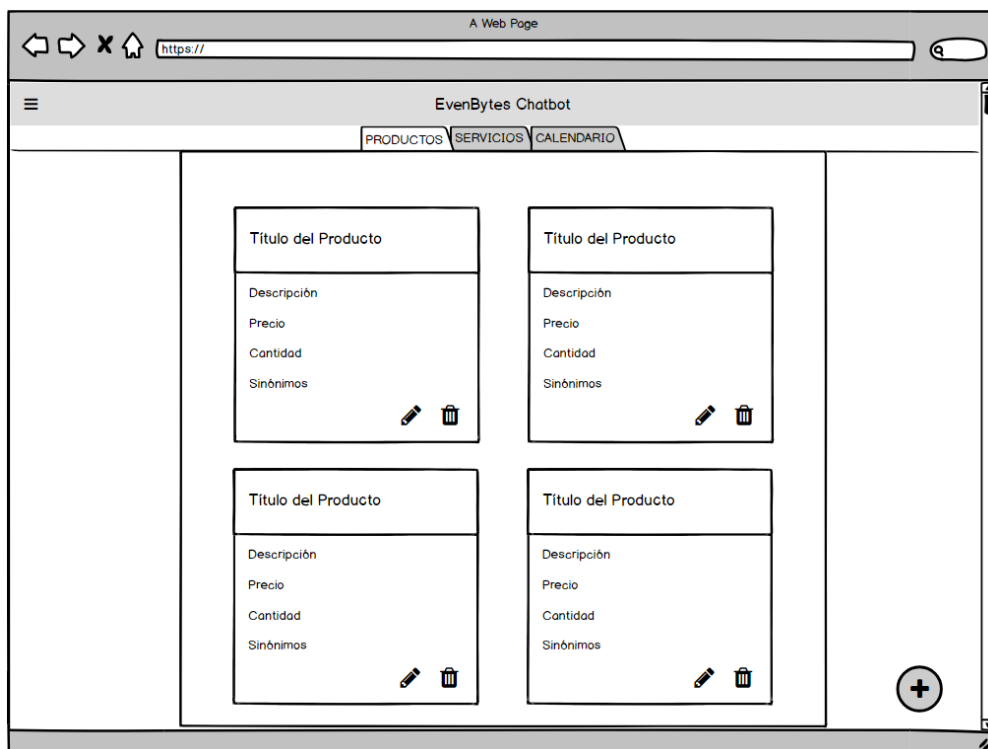 A Web Page
https://
EvenBytes Chatbot
PRODUCTOS SERVICIOS CALENDARIO
Título del Producto
Descripción
Precio
Cantidad
Sinónimos
Título del Producto
Descripción
Precio
Cantidad
Sinónimos
Título del Producto
Descripción
Precio
Cantidad
Sinónimos
Título del Producto
Descripción
Precio
Cantidad
Sinónimos